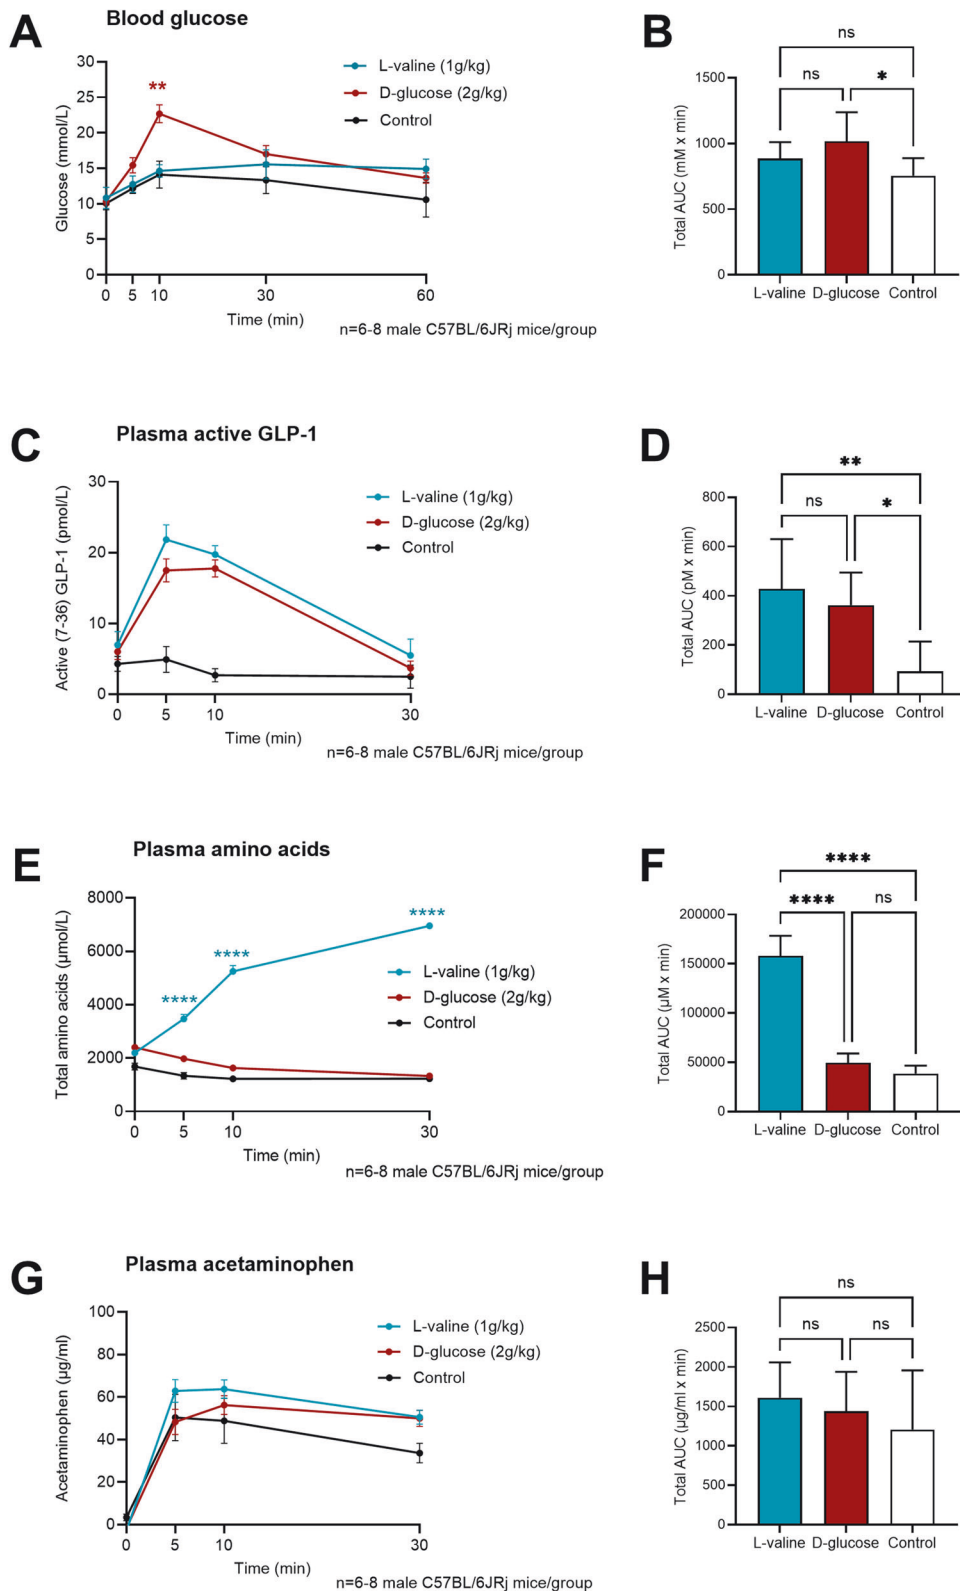 A
Blood glucose
Glucose (mmol/L)
30
25
20
15
10
5
0
**
L-valine (1g/kg)
D-glucose (2g/kg)
Control
0 5 10 30 60
Time (min)
n=6-8 male C57BL/6JRj mice/group
B
ns
ns *
Total AUC (mM x min)
1500
1000
500
0
L-valine D-glucose Control
C
Plasma active GLP-1
Active (7-36) GLP-1 (pmol/L)
30
20
10
0
L-valine (1g/kg)
D-glucose (2g/kg)
Control
0 5 10 30
Time (min)
n=6-8 male C57BL/6JRj mice/group
D
**
ns *
Total AUC (pM x min)
800
600
400
200
0
L-valine D-glucose Control
E
Plasma amino acids
Total amino acids (µmol/L)
8000
6000
4000
2000
0
**** **** ****
L-valine (1g/kg)
D-glucose (2g/kg)
Control
0 5 10 30
Time (min)
n=6-8 male C57BL/6JRj mice/group
F
****
**** ns
Total AUC (µM x min)
200000
150000
100000
50000
0
L-valine D-glucose Control
G
Plasma acetaminophen
Acetaminophen (µg/ml)
100
80
60
40
20
0
L-valine (1g/kg)
D-glucose (2g/kg)
Control
0 5 10 30
Time (min)
n=6-8 male C57BL/6JRj mice/group
H
ns
ns ns
Total AUC (µg/ml x min)
2500
2000
1500
1000
500
0
L-valine D-glucose Control